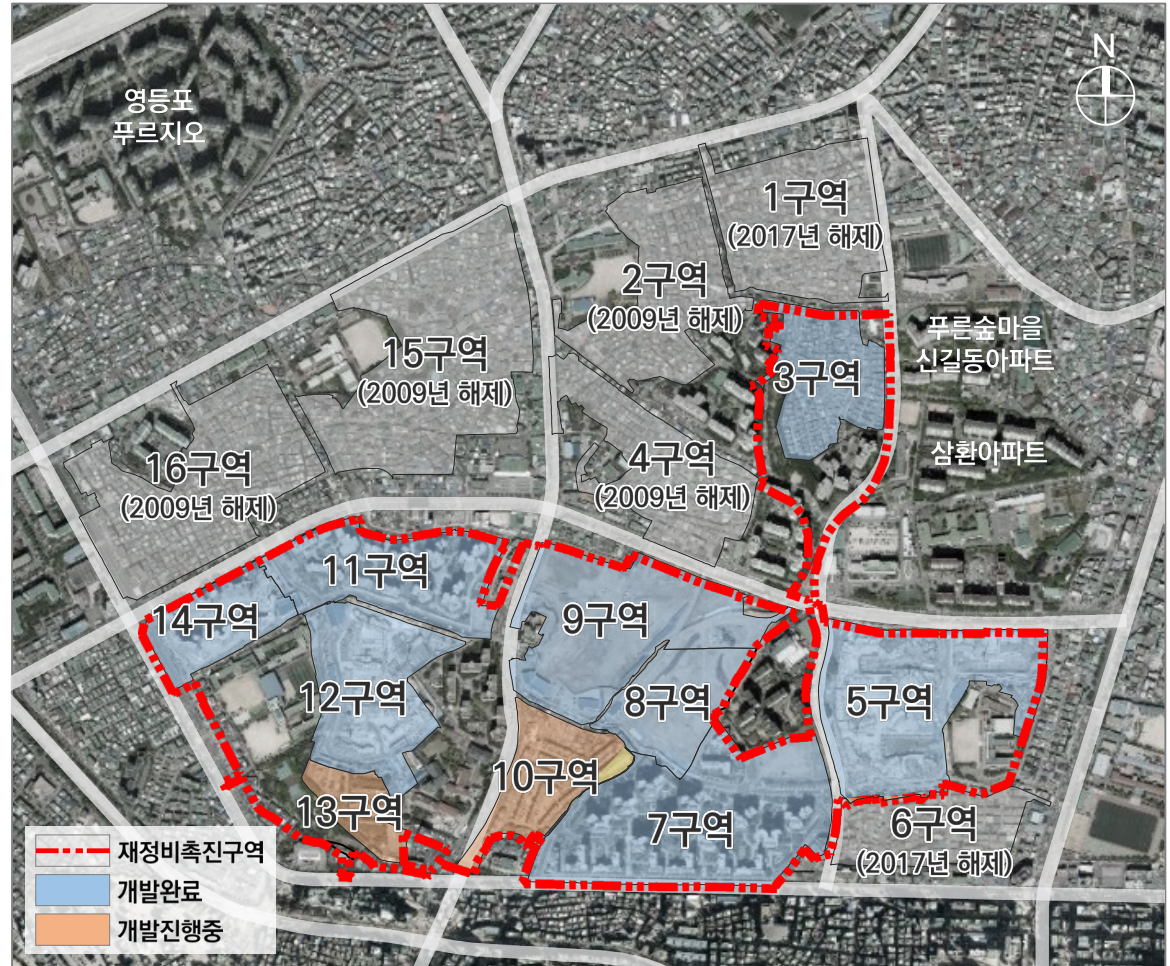 N
영등포
푸르지오
1구역
(2017년 해제)
2구역
(2009년 해제)
푸른숲마을
신길동아파트
15구역
(2009년 해제)
3구역
삼환아파트
16구역
(2009년 해제)
4구역
(2009년 해제)
11구역
14구역
9구역
12구역
8구역
5구역
10구역
13구역
7구역
6구역
(2017년 해제)
재정비촉진구역
개발완료
개발진행중